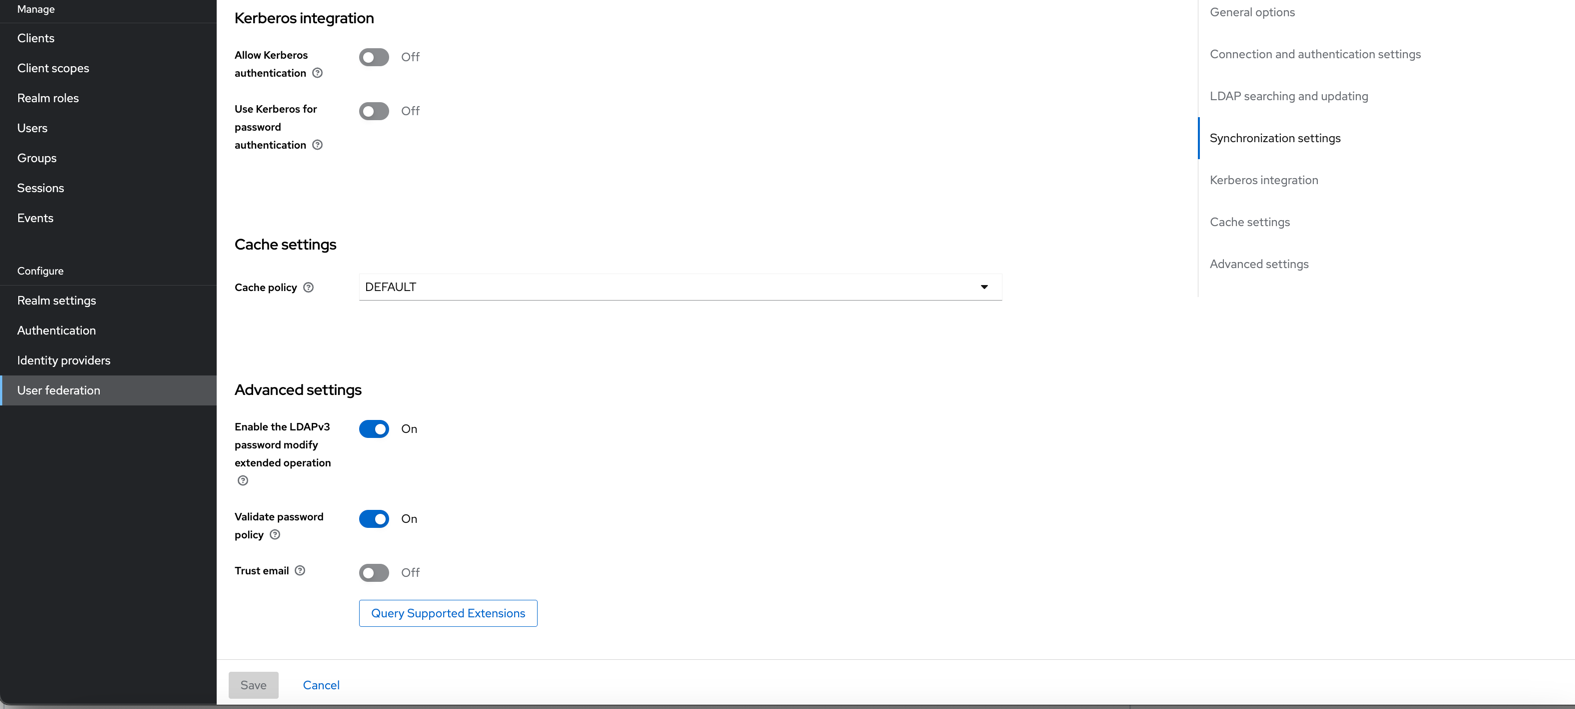 Manage
Clients
Client scopes
Realm roles
Users
Groups
Sessions
Events
Configure
Realm settings
Authentication
Identity providers
User federation
Kerberos integration
Allow Kerberos
authentication
Off
Use Kerberos for
password
authentication
Off
Cache settings
Cache policy
DEFAULT
Advanced settings
Enable the LDAPv3
password modify
extended operation
On
Validate password
policy
On
Trust email
Off
Query Supported Extensions
Save
Cancel
General options
Connection and authentication settings
LDAP searching and updating
Synchronization settings
Kerberos integration
Cache settings
Advanced settings